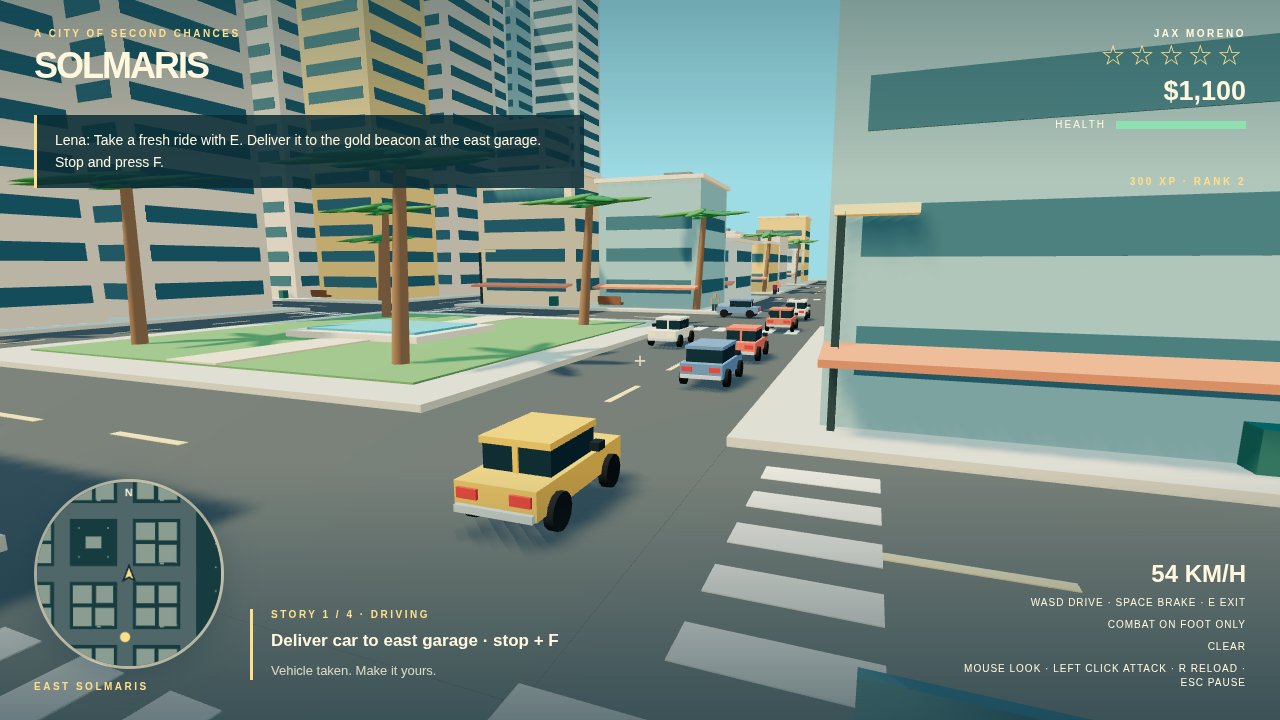 A CITY OF SECOND CHANCES
SOLMARIS
Lena: Take a fresh ride with E. Deliver it to the gold beacon at the east garage.
Stop and press F.
JAX MORENO
☆☆☆☆☆
$1,100
HEALTH
300 XP · RANK 2
N
EAST SOLMARIS
STORY 1 / 4 · DRIVING
Deliver car to east garage · stop + F
Vehicle taken. Make it yours.
54 KM/H
WASD DRIVE · SPACE BRAKE · E EXIT
COMBAT ON FOOT ONLY
CLEAR
MOUSE LOOK · LEFT CLICK ATTACK · R RELOAD ·
ESC PAUSE